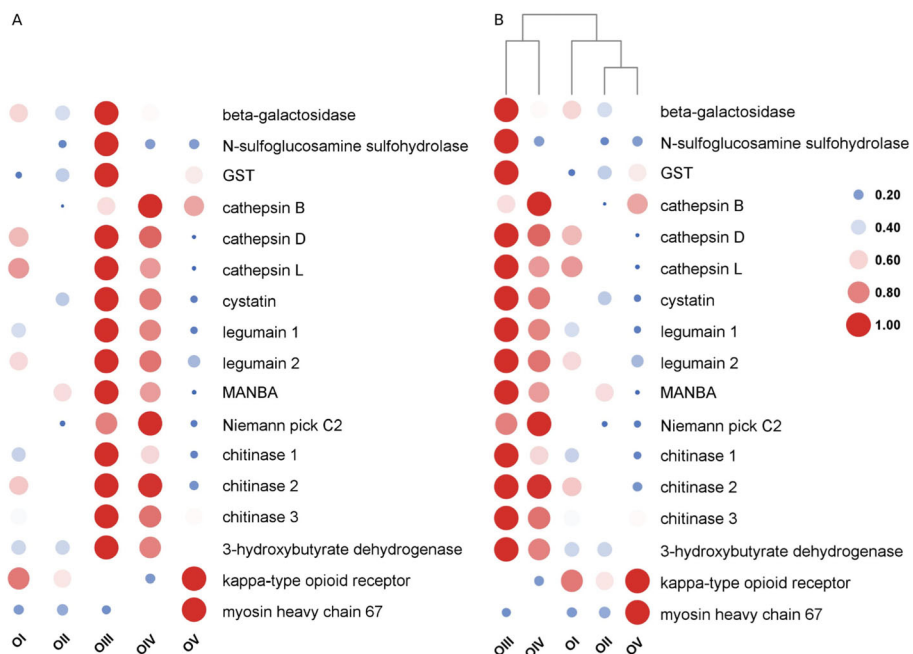 A
beta-galactosidase
N-sulfoglucosamine sulfohydrolase
GST
cathepsin B
cathepsin D
cathepsin L
cystatin
legumain 1
legumain 2
MANBA
Niemann pick C2
chitinase 1
chitinase 2
chitinase 3
3-hydroxybutyrate dehydrogenase
kappa-type opioid receptor
myosin heavy chain 67
OI OII OIII OIV OV
B
beta-galactosidase
N-sulfoglucosamine sulfohydrolase
GST
cathepsin B
cathepsin D
cathepsin L
cystatin
legumain 1
legumain 2
MANBA
Niemann pick C2
chitinase 1
chitinase 2
chitinase 3
3-hydroxybutyrate dehydrogenase
kappa-type opioid receptor
myosin heavy chain 67
OIII OIV OI OII OV
0.20
0.40
0.60
0.80
1.00